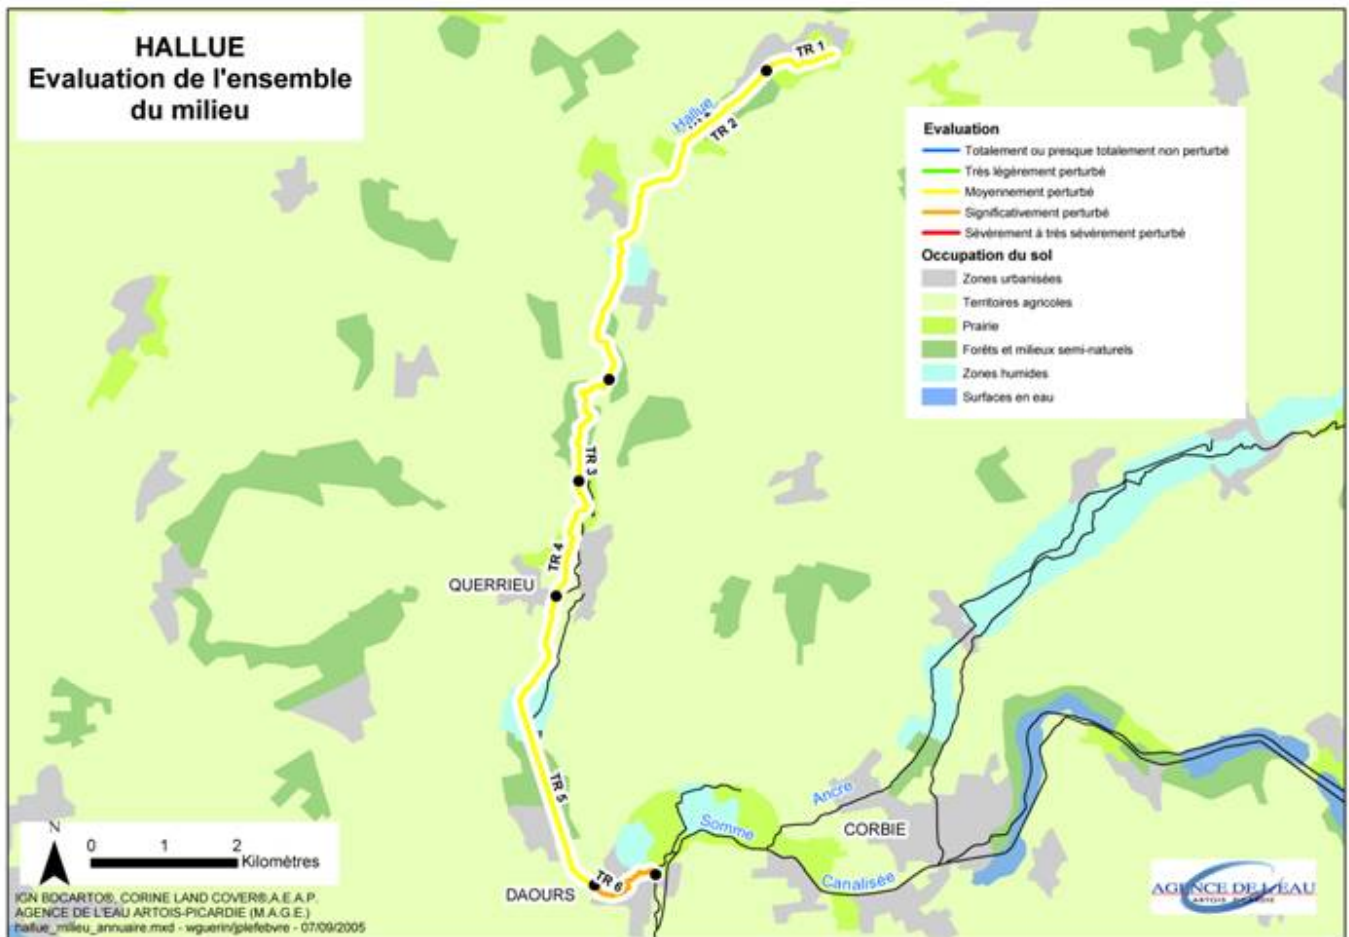 HALLUE
Evaluation de l'ensemble
du milieu
TR 1
Hallue
TR 2
Evaluation
Totalement ou presque totalement non perturbé
Très légèrement perturbé
Moyennement perturbé
Significativement perturbé
Sévèrement à très sévèrement perturbé
Occupation du sol
Zones urbanisées
Territoires agricoles
Prairie
Forêts et milieux semi-naturels
Zones humides
Surfaces en eau
TR 3
TR 4
QUERRIEU
TR 5
Ancre
Somme
CORBIE
Canalisée
TR 6
DAOURS
N
0 1 2
Kilomètres
IGN BDCARTO®, CORINE LAND COVER®,A.E.A.P.
AGENCE DE L'EAU ARTOIS-PICARDIE (M.A.G.E.)
hallue_milieu_annuaire.mxd - wguerin/jplefebvre - 07/09/2005
AGENCE DE L'EAU
ARTOIS PICARDIE